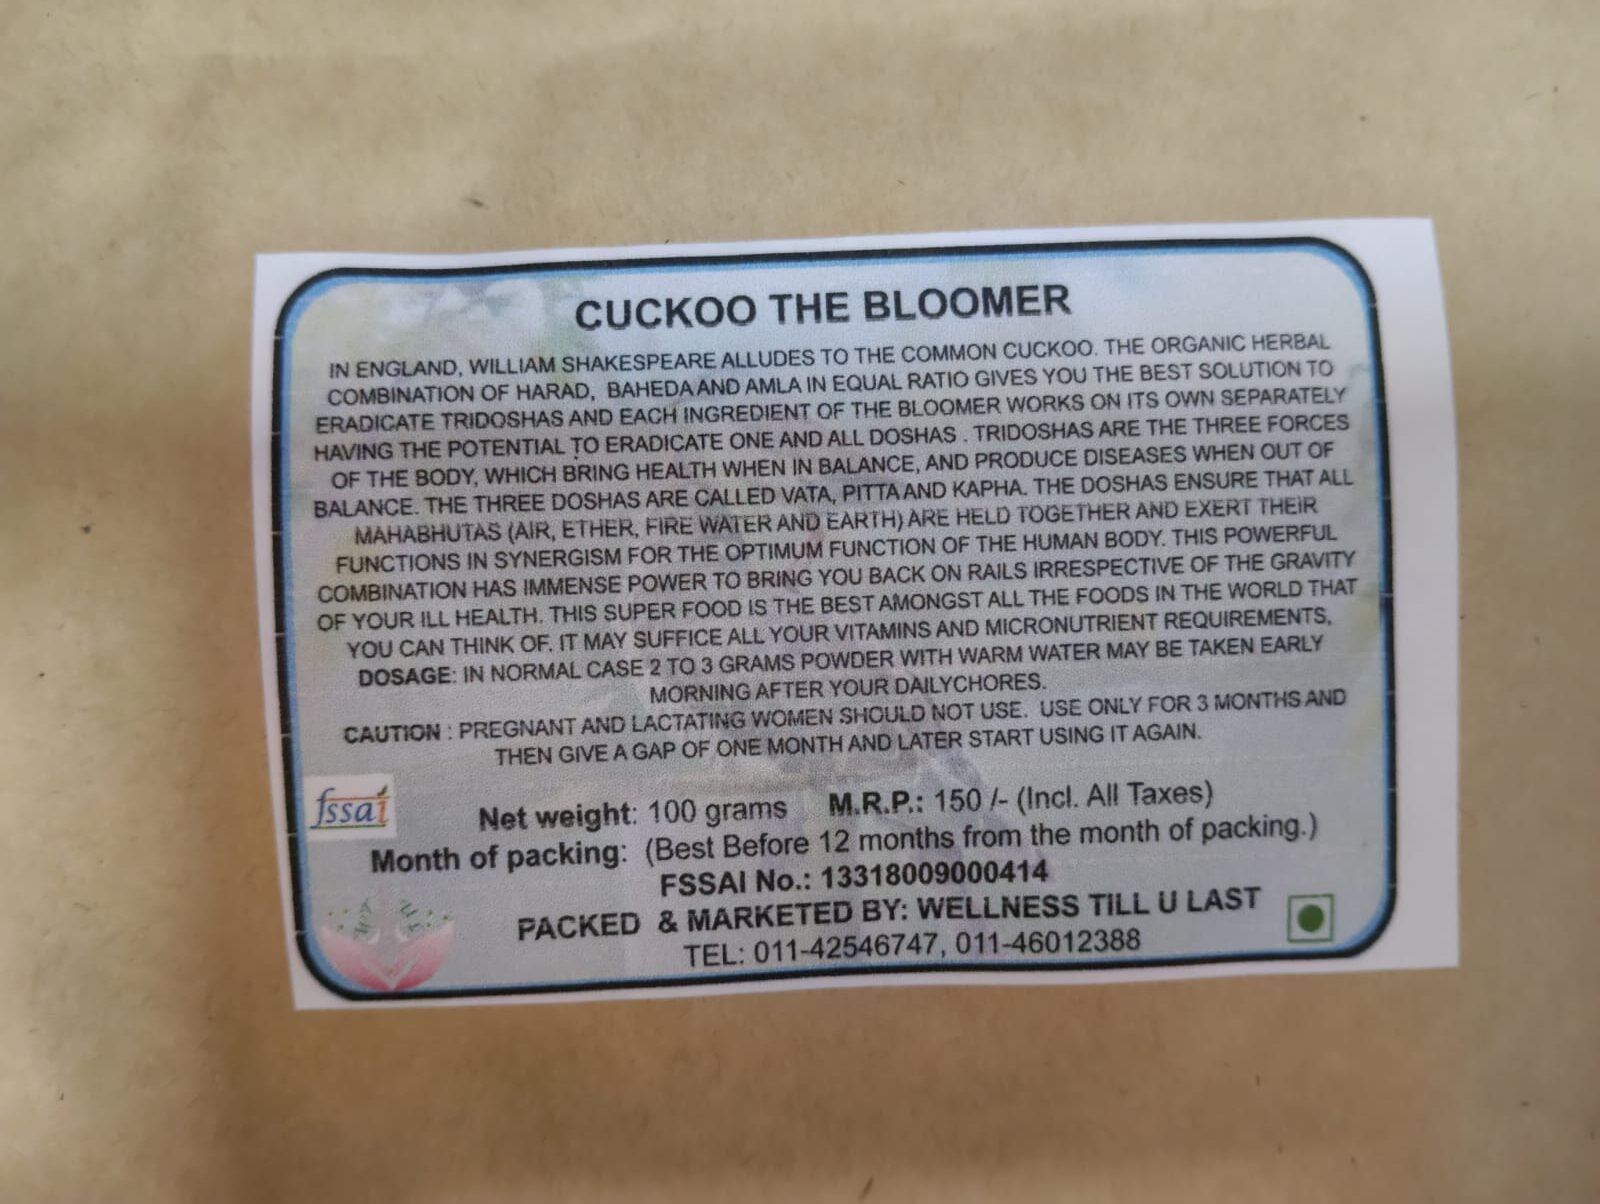 CUCKOO THE BLOOMER
IN ENGLAND, WILLIAM SHAKESPEARE ALLUDES TO THE COMMON CUCKOO. THE ORGANIC HERBAL
COMBINATION OF HARAD, BAHEDA AND AMLA IN EQUAL RATIO GIVES YOU THE BEST SOLUTION TO
ERADICATE TRIDOSHAS AND EACH INGREDIENT OF THE BLOOMER WORKS ON ITS OWN SEPARATELY
HAVING THE POTENTIAL TO ERADICATE ONE AND ALL DOSHAS . TRIDOSHAS ARE THE THREE FORCES
OF THE BODY, WHICH BRING HEALTH WHEN IN BALANCE, AND PRODUCE DISEASES WHEN OUT OF
BALANCE. THE THREE DOSHAS ARE CALLED VATA, PITTA AND KAPHA. THE DOSHAS ENSURE THAT ALL
MAHABHUTAS (AIR, ETHER, FIRE WATER AND EARTH) ARE HELD TOGETHER AND EXERT THEIR
FUNCTIONS IN SYNERGISM FOR THE OPTIMUM FUNCTION OF THE HUMAN BODY. THIS POWERFUL
COMBINATION HAS IMMENSE POWER TO BRING YOU BACK ON RAILS IRRESPECTIVE OF THE GRAVITY
OF YOUR ILL HEALTH. THIS SUPER FOOD IS THE BEST AMONGST ALL THE FOODS IN THE WORLD THAT
YOU CAN THINK OF. IT MAY SUFFICE ALL YOUR VITAMINS AND MICRONUTRIENT REQUIREMENTS,
DOSAGE: IN NORMAL CASE 2 TO 3 GRAMS POWDER WITH WARM WATER MAY BE TAKEN EARLY
MORNING AFTER YOUR DAILYCHORES.
CAUTION : PREGNANT AND LACTATING WOMEN SHOULD NOT USE. USE ONLY FOR 3 MONTHS AND
THEN GIVE A GAP OF ONE MONTH AND LATER START USING IT AGAIN.
fssai
Net weight: 100 grams M.R.P.: 150 /- (Incl. All Taxes)
Month of packing: (Best Before 12 months from the month of packing.)
FSSAI No.: 13318009000414
PACKED & MARKETED BY: WELLNESS TILL U LAST
TEL: 011-42546747, 011-46012388